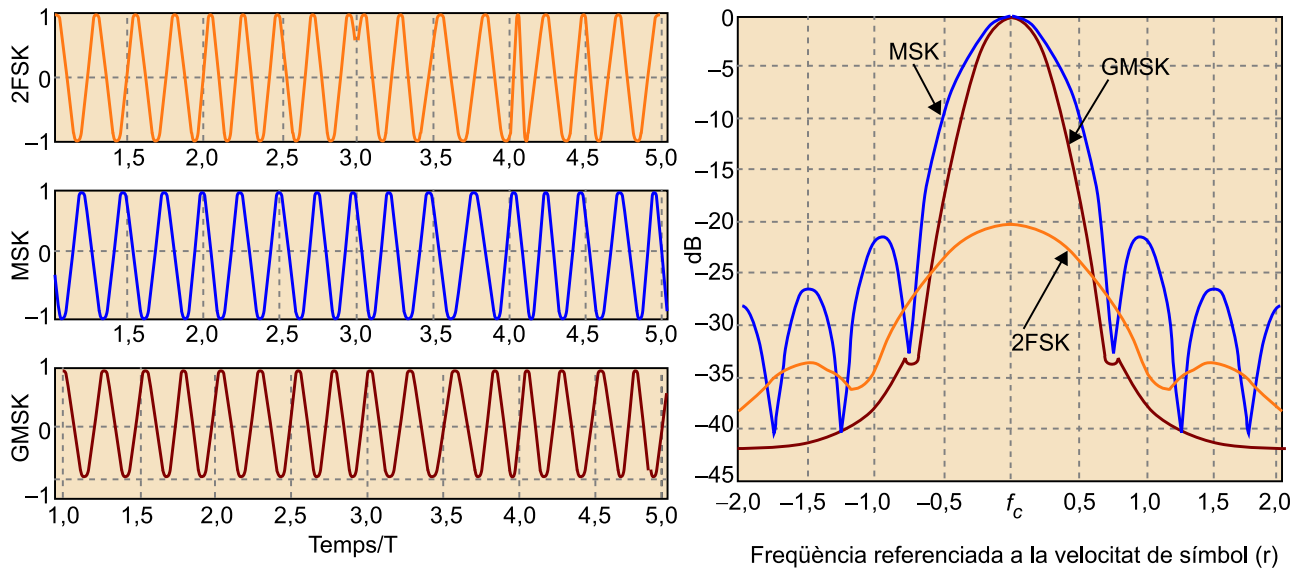 2FSK
1
0
–1
1,5 2,0 2,5 3,0 3,5 4,0 4,5 5,0
MSK
1
0
–1
1,5 2,0 2,5 3,0 3,5 4,0 4,5 5,0
GMSK
1
0
–1
1,0 1,5 2,0 2,5 3,0 3,5 4,0 4,5 5,0
Temps/T
dB
0
–5
–10
–15
–20
–25
–30
–35
–40
–45
MSK
GMSK
2FSK
–2,0 –1,5 –1,0 –0,5 fc 0,5 1,0 1,5 2,0
Freqüència referenciada a la velocitat de símbol (r)